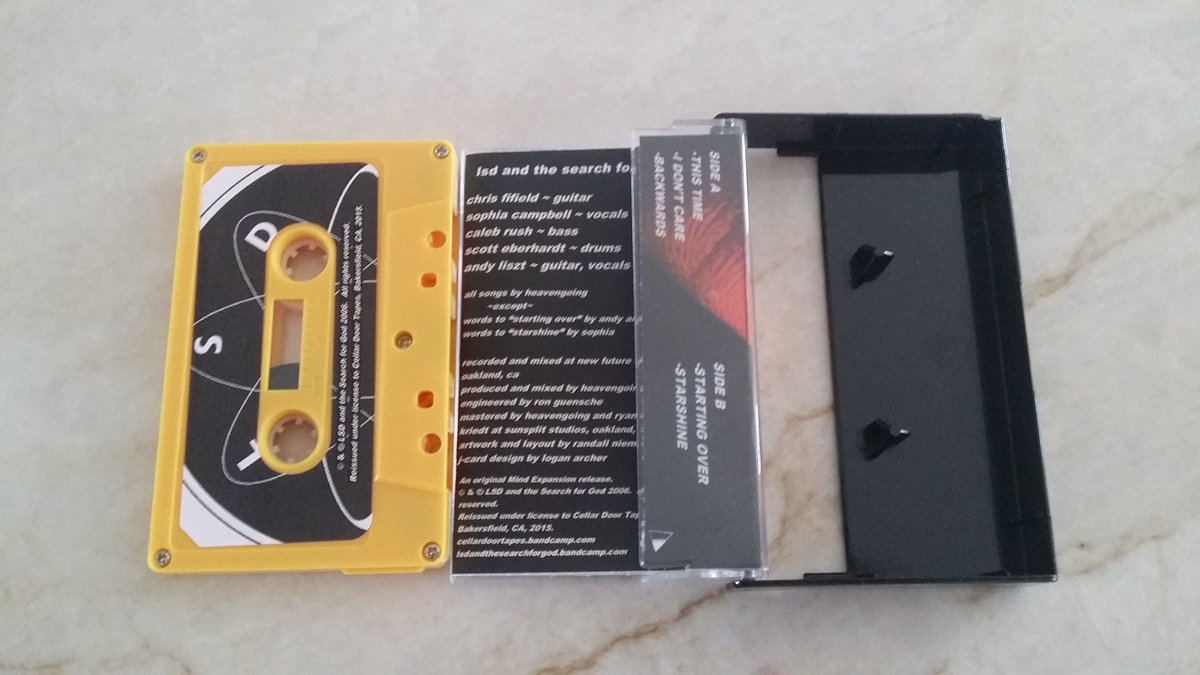 L S D
℗ & © LSD and the Search for God 2006. All rights reserved.
Reissued under license to Cellar Door Tapes, Bakersfield, CA, 2015.
lsd and the search fo
chris fifield ~ guitar
sophia campbell ~ vocals
caleb rush ~ bass
scott eberhardt ~ drums
andy liszt ~ guitar, vocals
all songs by heavengoing
~except~
words to "starting over" by andy
words to "starshine" by sophia
recorded and mixed at new future
oakland, ca
produced and mixed by heavengoin
engineered by ron guensche
mastered by heavengoing and ryan
kriedt at sunsplit studios, oakland,
artwork and layout by randall niem
j-card design by logan archer
An original Mind Expansion release.
© & ℗ LSD and the Search for God 2006.
reserved.
Reissued under license to Cellar Door Tap
Bakersfield, CA, 2015.
cellardoortapes.bandcamp.com
lsdandthesearchforgod.bandcamp.com
SIDE A
-THIS TIME
-I DON'T CARE
-BACKWARDS
SIDE B
-STARTING OVER
-STARSHINE